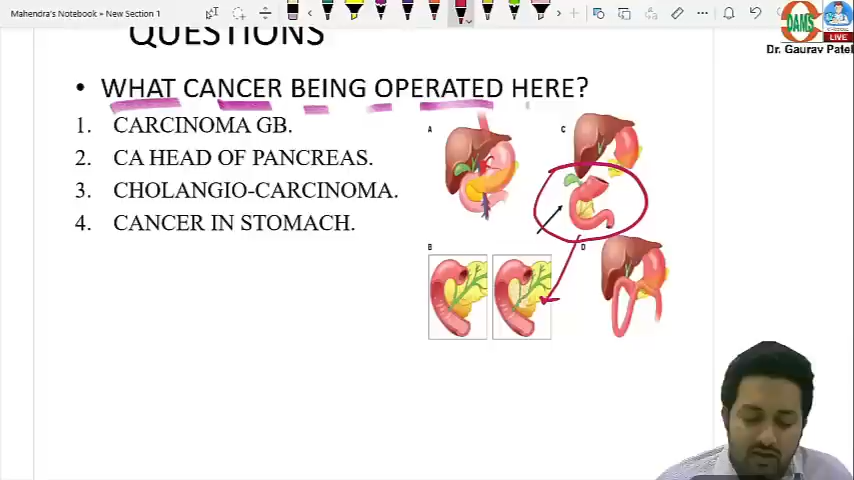 Mahendra's Notebook » New Section 1
DAMS
LIVE
Dr. Gaurav Patel
QUESTIONS
• WHAT CANCER BEING OPERATED HERE?
1. CARCINOMA GB.
2. CA HEAD OF PANCREAS.
3. CHOLANGIO-CARCINOMA.
4. CANCER IN STOMACH.
A
C
B
D